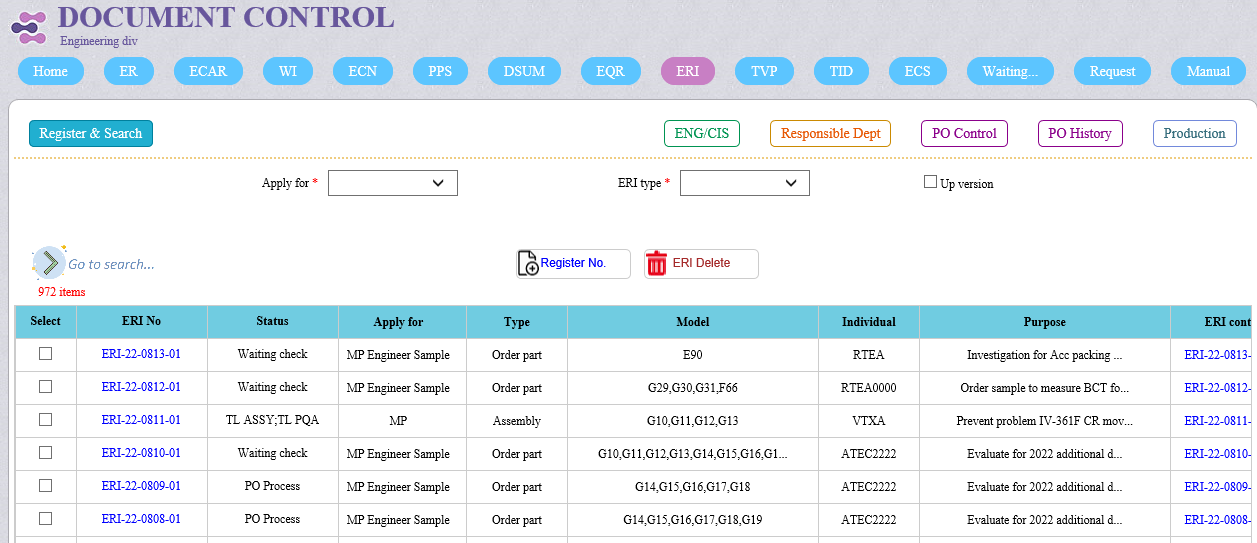 DOCUMENT CONTROL
Engineering div
Home ER ECAR WI ECN PPS DSUM EQR ERI TVP TID ECS Waiting... Request Manual
Register & Search ENG/CIS Responsible Dept PO Control PO History Production
Apply for * ERI type * Up version
Go to search... Register No. ERI Delete
972 items
Select ERI No Status Apply for Type Model Individual Purpose ERI cont
ERI-22-0813-01 Waiting check MP Engineer Sample Order part E90 RTEA Investigation for Acc packing ... ERI-22-0813-
ERI-22-0812-01 Waiting check MP Engineer Sample Order part G29,G30,G31,F66 RTEA0000 Order sample to measure BCT fo... ERI-22-0812-
ERI-22-0811-01 TL ASSY;TL PQA MP Assembly G10,G11,G12,G13 VTXA Prevent problem IV-361F CR mov... ERI-22-0811-
ERI-22-0810-01 Waiting check MP Engineer Sample Order part G10,G11,G12,G13,G14,G15,G16,G1... ATEC2222 Evaluate for 2022 additional d... ERI-22-0810-
ERI-22-0809-01 PO Process MP Engineer Sample Order part G14,G15,G16,G17,G18 ATEC2222 Evaluate for 2022 additional d... ERI-22-0809-
ERI-22-0808-01 PO Process MP Engineer Sample Order part G14,G15,G16,G17,G18,G19 ATEC2222 Evaluate for 2022 additional d... ERI-22-0808-